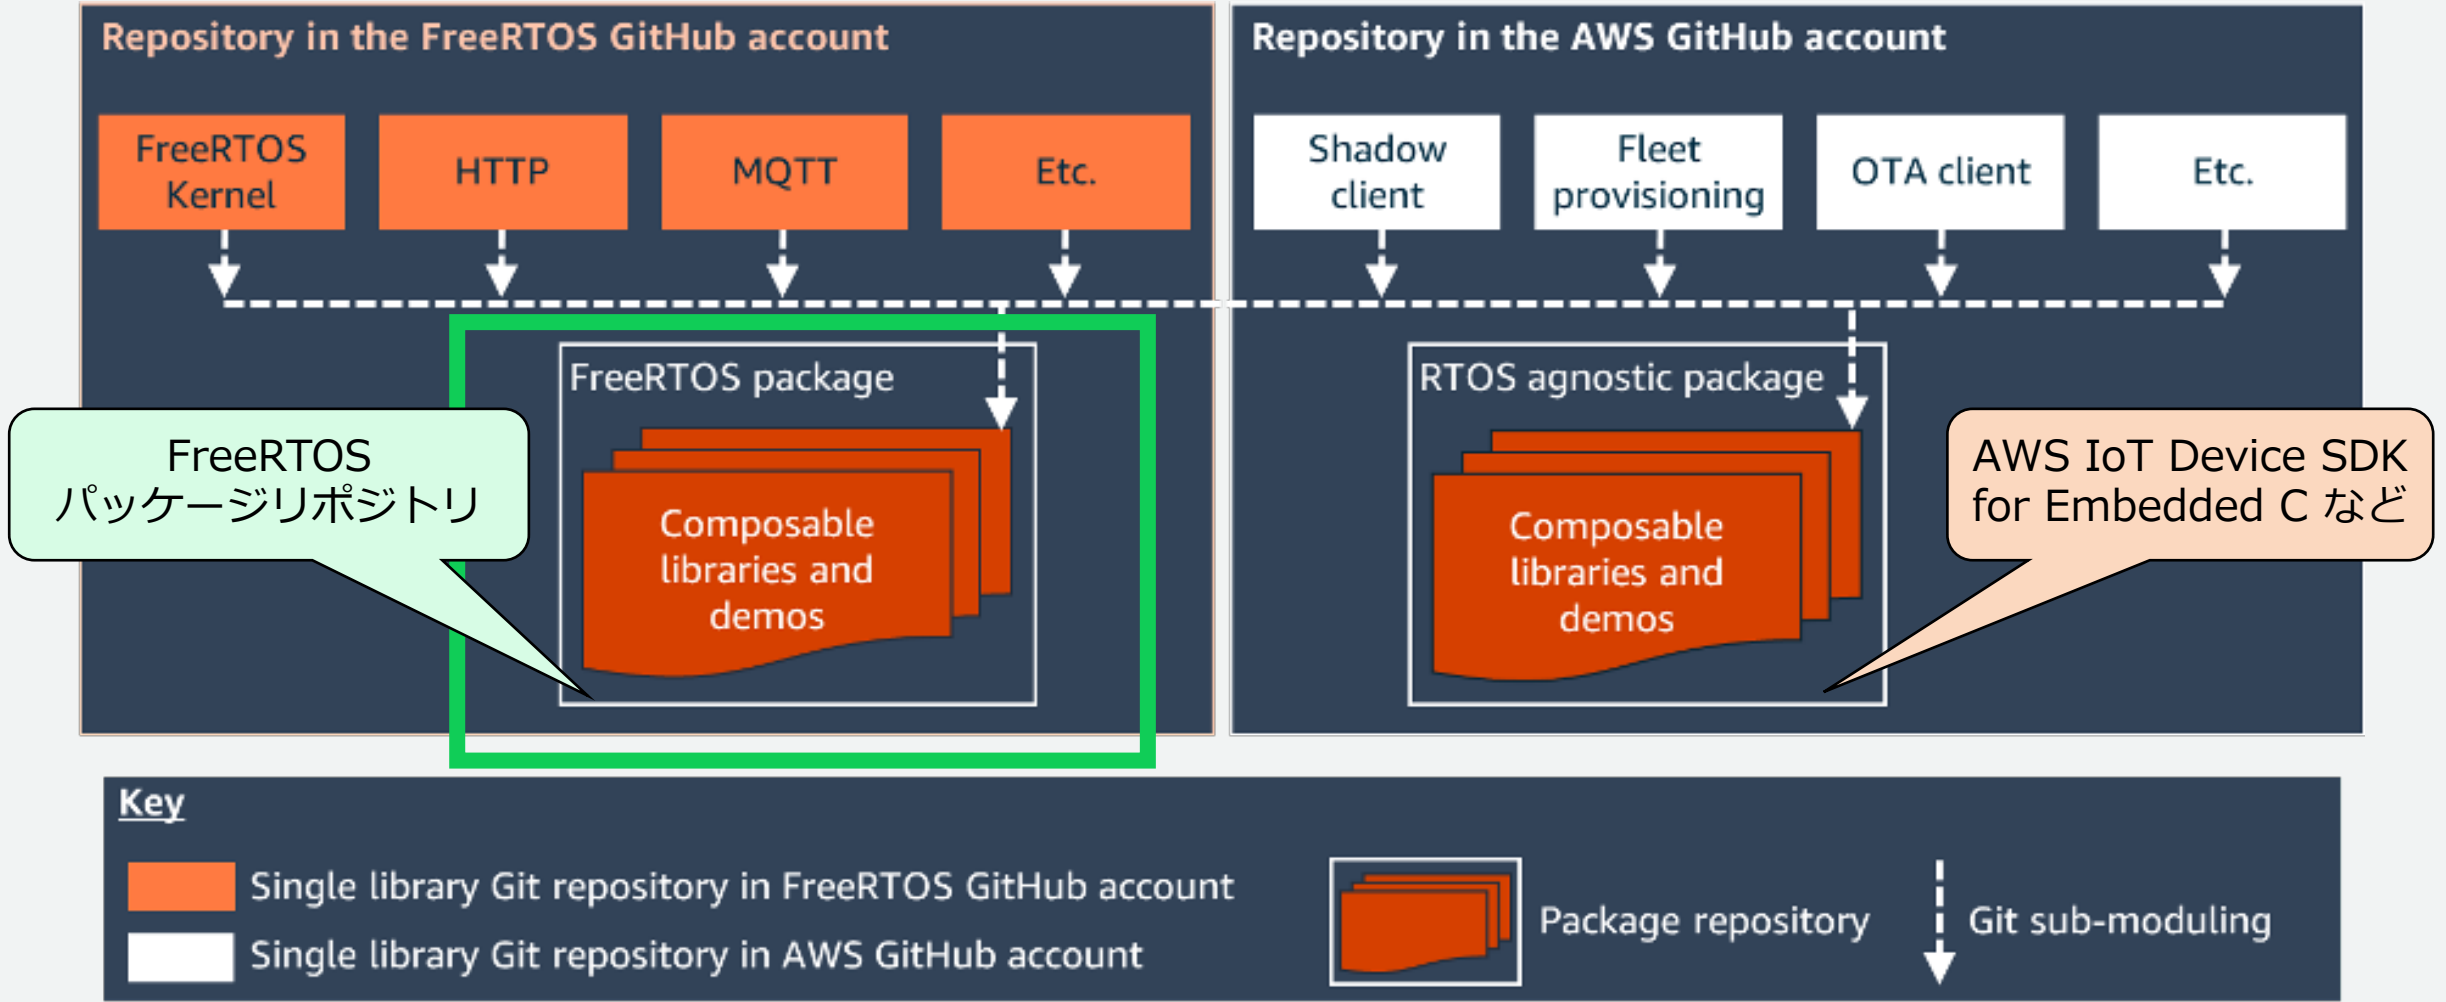 Repository in the FreeRTOS GitHub account
FreeRTOS
Kernel
HTTP
MQTT
Etc.
Repository in the AWS GitHub account
Shadow
client
Fleet
provisioning
OTA client
Etc.
FreeRTOS package
Composable
libraries and
demos
FreeRTOS
パッケージリポジトリ
RTOS agnostic package
Composable
libraries and
demos
AWS IoT Device SDK
for Embedded C など
Key
Single library Git repository in FreeRTOS GitHub account
Single library Git repository in AWS GitHub account
Package repository
Git sub-moduling